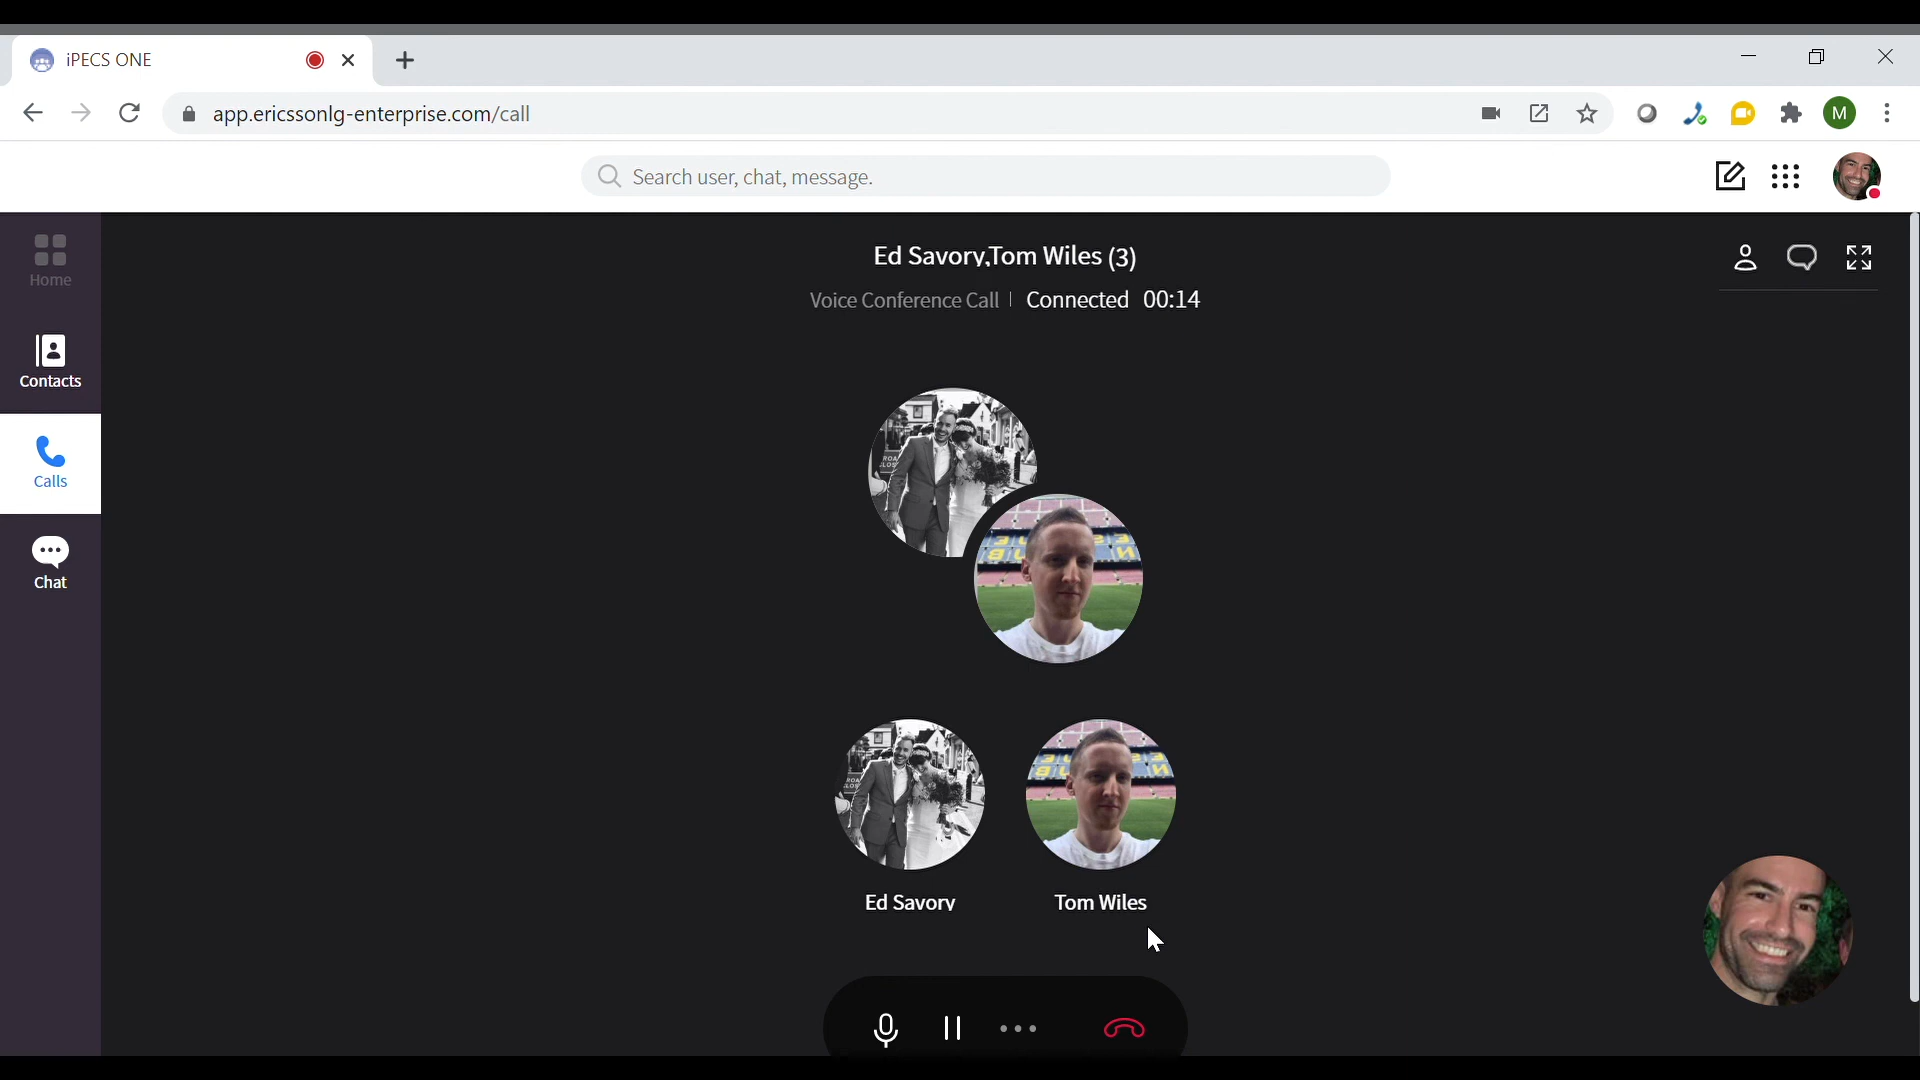 iPECS ONE
app.ericssonlg-enterprise.com/call
M
Search user, chat, message.
Home
Ed Savory,Tom Wiles (3)
Voice Conference Call | Connected 00:14
Contacts
Calls
Chat
Ed Savory
Tom Wiles